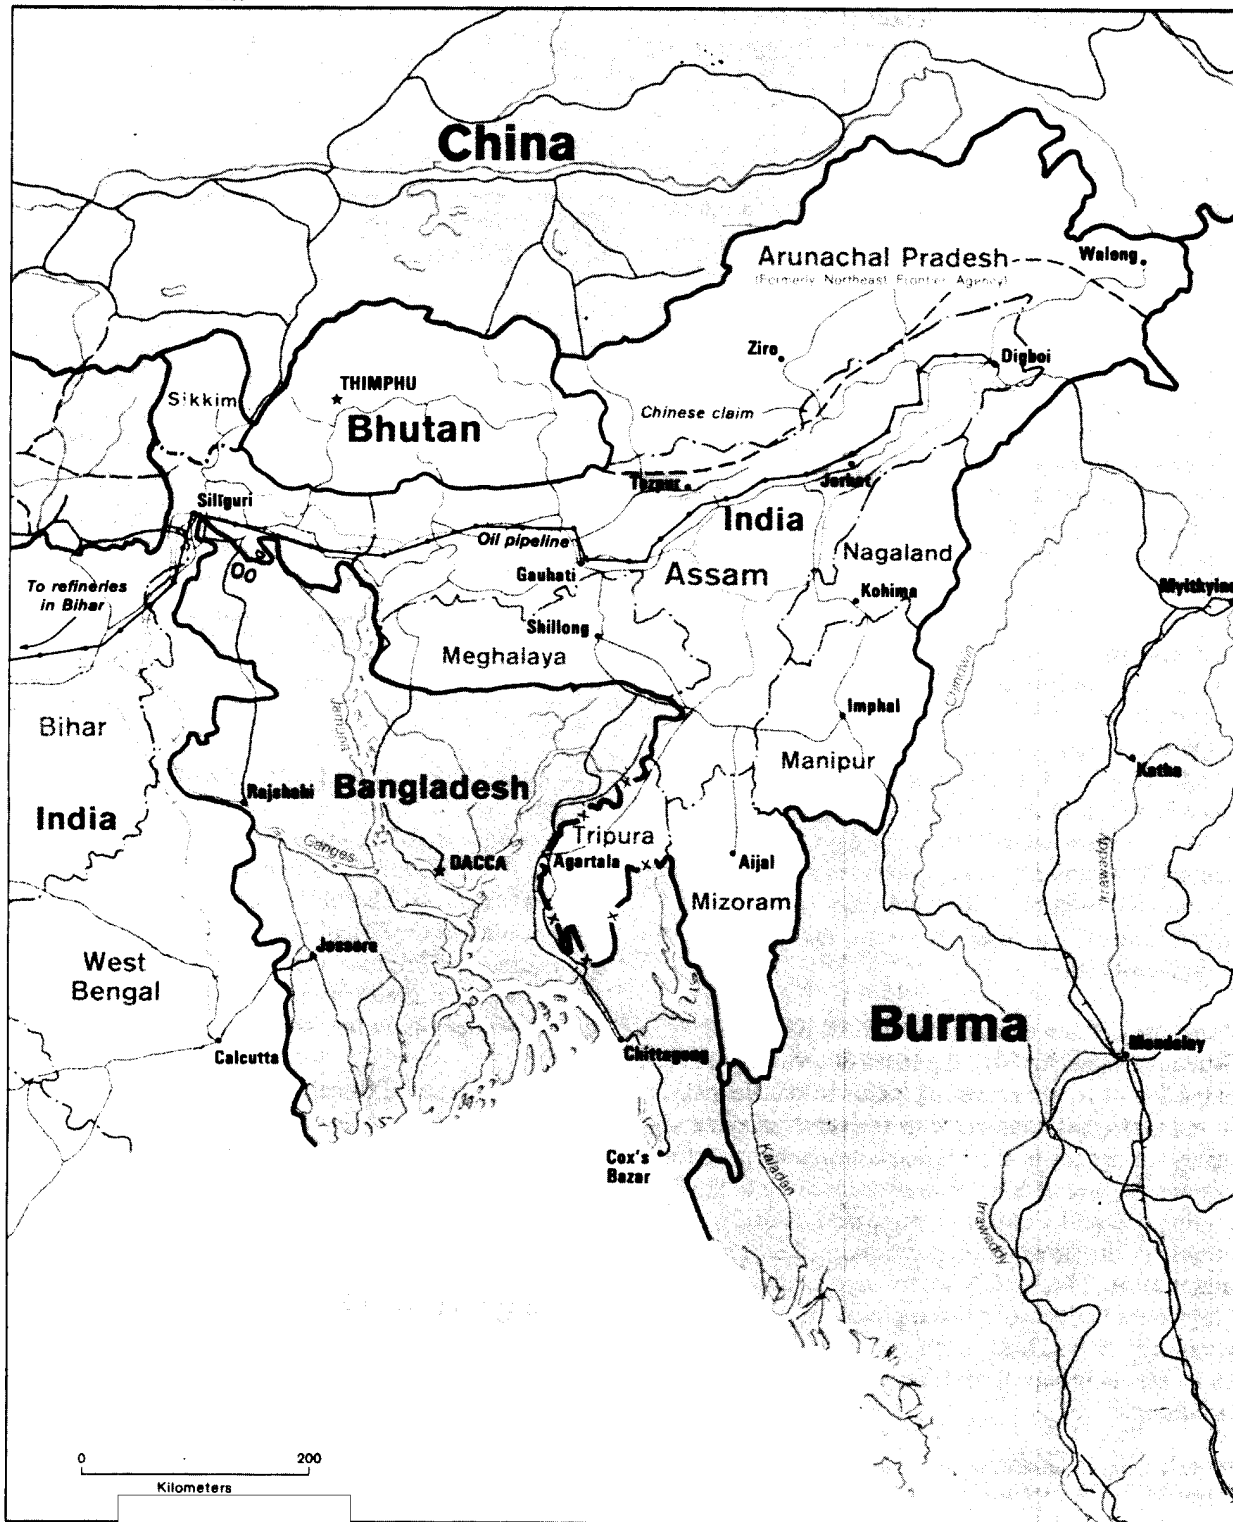 China
Arunachal Pradesh
(Formerly Northeast Frontier Agency)
Walong
Ziro
Digboi
Sikkim
THIMPHU
Bhutan
Chinese claim
Tezpur
Jorhat
Siliguri
India
Oil pipeline
Nagaland
Gauhati
Assam
To refineries
in Bihar
Kohima
Myitkyina
Shillong
Meghalaya
Chindwin
Jamuna
Imphal
Bihar
Manipur
Katha
Rajshahi
Bangladesh
India
Tripura
Ganges
DACCA
Agartala
Aijal
Irrawaddy
Mizoram
Jessore
West
Bengal
Burma
Calcutta
Chittagong
Mandalay
Cox's
Bazar
Kaladan
Irrawaddy
0 200
Kilometers